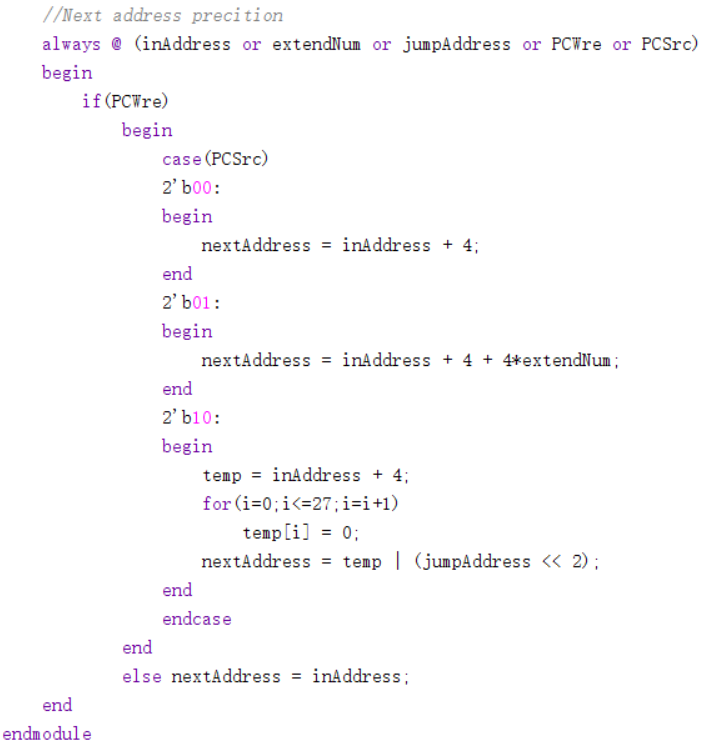 //Next address precition
always @ (inAddress or extendNum or jumpAddress or PCWre or PCSrc)
begin
if(PCWre)
begin
case(PCSrc)
2'b00:
begin
nextAddress = inAddress + 4;
end
2'b01:
begin
nextAddress = inAddress + 4 + 4*extendNum;
end
2'b10:
begin
temp = inAddress + 4;
for(i=0;i<=27;i=i+1)
temp[i] = 0;
nextAddress = temp | (jumpAddress << 2);
end
endcase
end
else nextAddress = inAddress;
end
endmodule